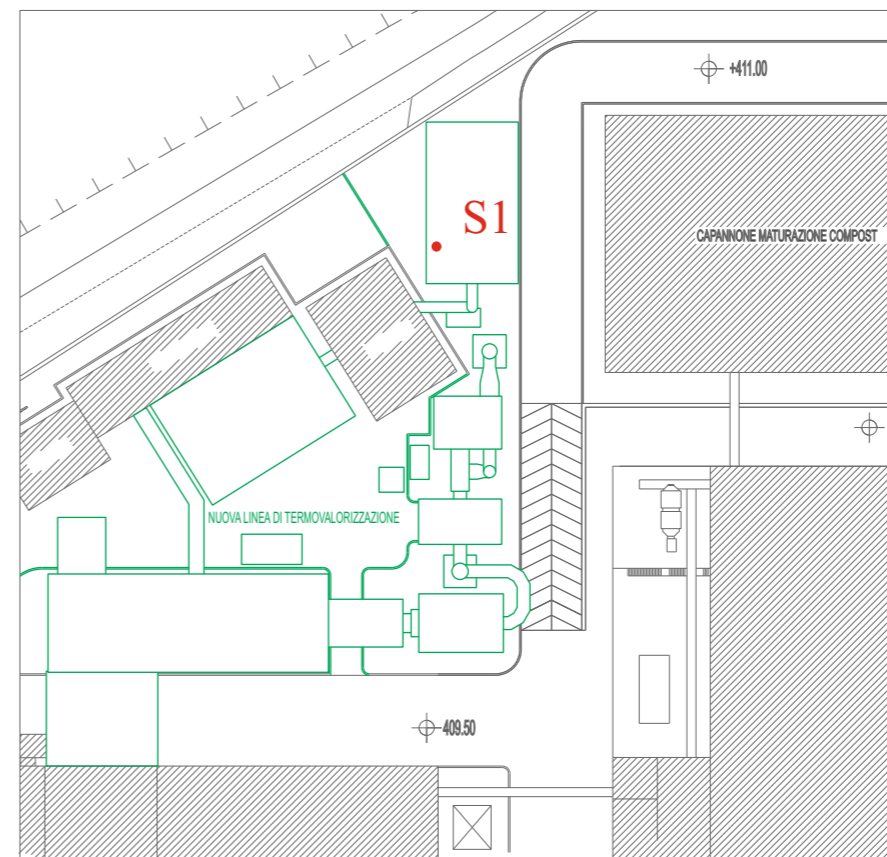 +411.00
S1
CAPANNONE MATURAZIONE COMPOST
NUOVA LINEA DI TERMOVALORIZZAZIONE
409.50